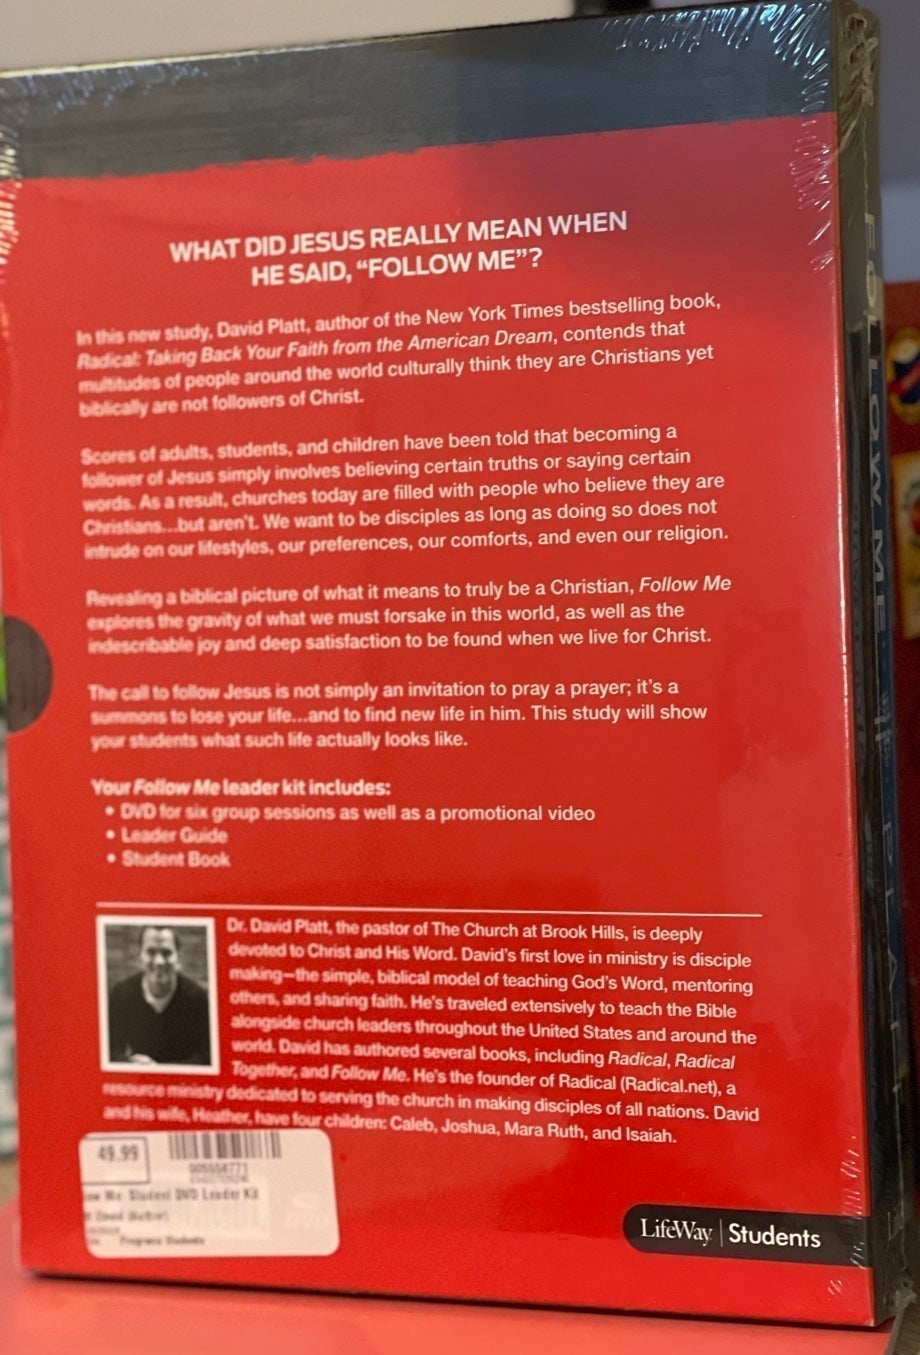 WHAT DID JESUS REALLY MEAN WHEN
HE SAID, “FOLLOW ME”?
In this new study, David Platt, author of the New York Times bestselling book,
Radical: Taking Back Your Faith from the American Dream, contends that
multitudes of people around the world culturally think they are Christians yet
biblically are not followers of Christ.
Scores of adults, students, and children have been told that becoming a
follower of Jesus simply involves believing certain truths or saying certain
words. As a result, churches today are filled with people who believe they are
Christians...but aren’t. We want to be disciples as long as doing so does not
intrude on our lifestyles, our preferences, our comforts, and even our religion.
Revealing a biblical picture of what it means to truly be a Christian, Follow Me
explores the gravity of what we must forsake in this world, as well as the
indescribable joy and deep satisfaction to be found when we live for Christ.
The call to follow Jesus is not simply an invitation to pray a prayer; it’s a
summons to lose your life...and to find new life in him. This study will show
your students what such life actually looks like.
Your Follow Me leader kit includes:
• DVD for six group sessions as well as a promotional video
• Leader Guide
• Student Book
Dr. David Platt, the pastor of The Church at Brook Hills, is deeply
devoted to Christ and His Word. David’s first love in ministry is disciple
making—the simple, biblical model of teaching God’s Word, mentoring
others, and sharing faith. He’s traveled extensively to teach the Bible
alongside church leaders throughout the United States and around the
world. David has authored several books, including Radical, Radical
Together, and Follow Me. He’s the founder of Radical (Radical.net), a
resource ministry dedicated to serving the church in making disciples of all nations. David
and his wife, Heather, have four children: Caleb, Joshua, Mara Ruth, and Isaiah.
49.99
Me: Student DVD Leader Kit
David (Author)
Students
LifeWay | Students
FOLLOW ME
PLATT